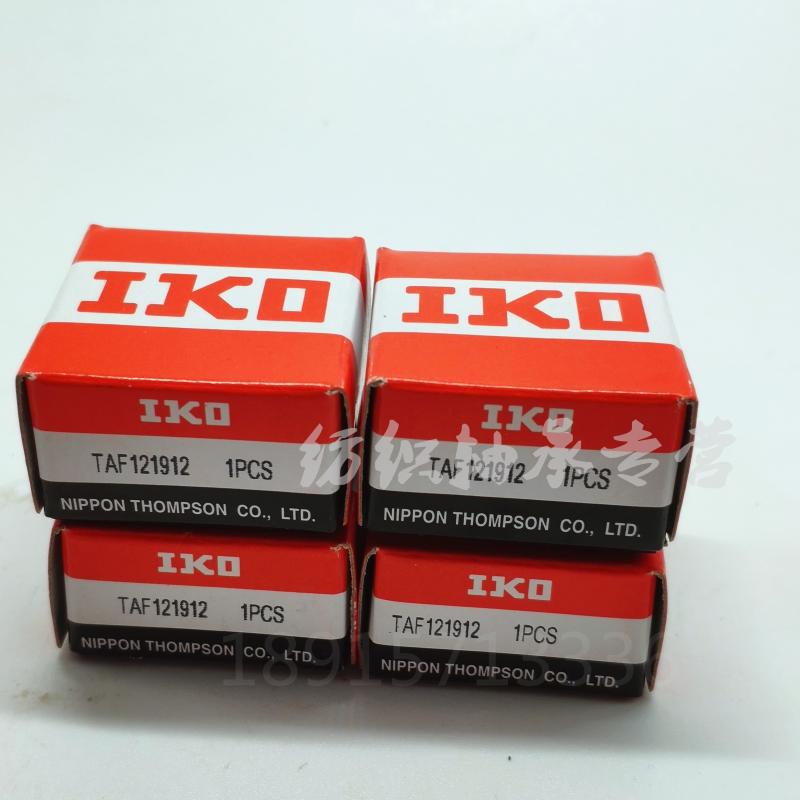 IKO
IKO
IKO
TAF121912 1PCS
NIPPON THOMPSON CO., LTD.
IKO
TAF121912 1PCS
NIPPON THOMPSON CO., LTD.
纺织轴承专营
IKO
TAF121912 1PCS
NIPPON THOMPSON CO., LTD.
IKO
TAF121912 1PCS
NIPPON THOMPSON CO., LTD.
18915713336